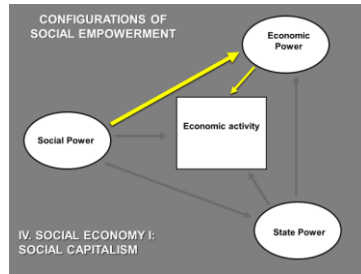 CONFIGURATIONS OF
SOCIAL EMPOWERMENT
Economic
Power
Social Power
Economic activity
State Power
IV. SOCIAL ECONOMY I:
SOCIAL CAPITALISM